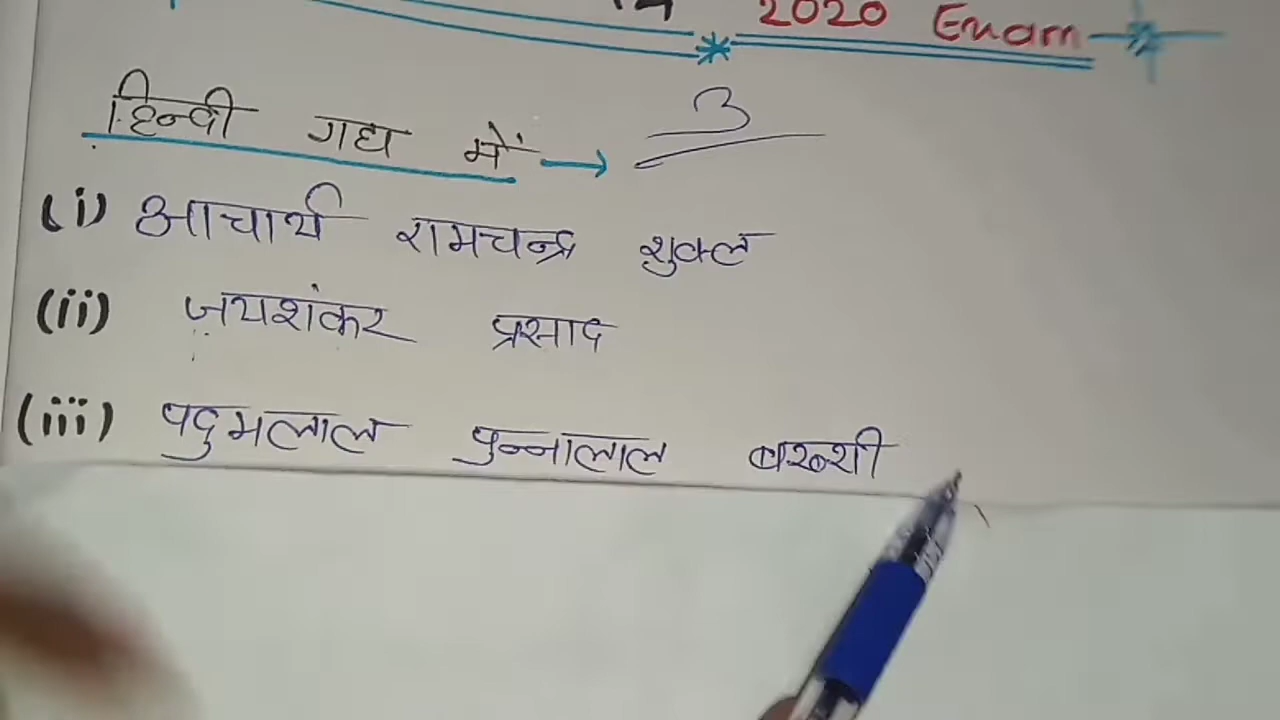 2020 Exam
हिन्दी गद्य में → 3
(i) आचार्य रामचन्द्र शुक्ल
(ii) जयशंकर प्रसाद
(iii) पदुमलाल पुन्नालाल बख्शी